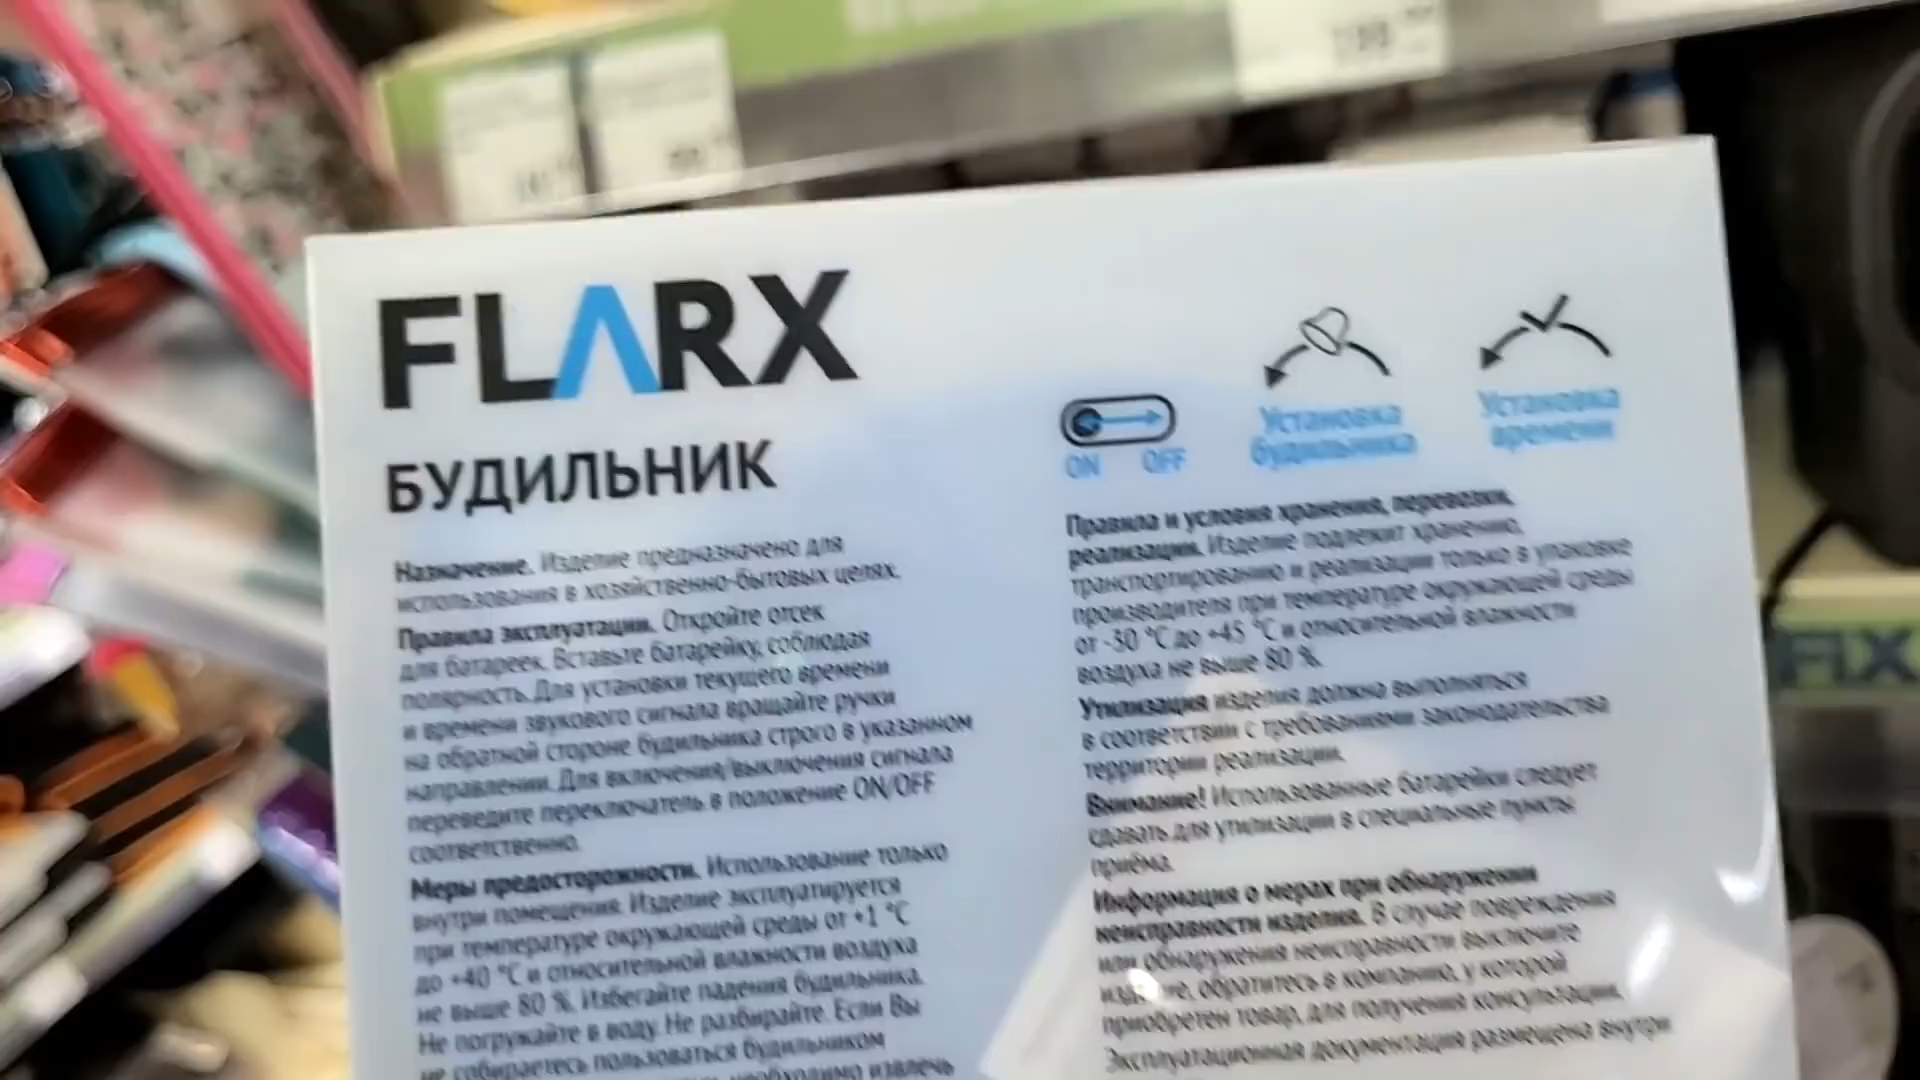 FLARX
БУДИЛЬНИК
Назначение. Изделие предназначено для
использования в хозяйственно-бытовых целях.
Правила эксплуатации. Откройте отсек
для батареек. Вставьте батарейку, соблюдая
полярность. Для установки текущего времени
и времени звукового сигнала вращайте ручки
на обратной стороне будильника строго в указанном
направлении. Для включения/выключения сигнала
переведите переключатель в положение ON/OFF
соответственно.
Меры предосторожности. Использование только
внутри помещения. Изделие эксплуатируется
при температуре окружающей среды от +1 °C
до +40 °C и относительной влажности воздуха
не выше 80 %. Избегайте падения будильника.
Не погружайте в воду. Не разбирайте. Если Вы
не собираетесь пользоваться будильником
необходимо извлечь
ON OFF
Установка
будильника
Установка
времени
Правила и условия хранения, перевозки,
реализации. Изделие подлежит хранению,
транспортированию и реализации только в упаковке
производителя при температуре окружающей среды
от -30 °C до +45 °C и относительной влажности
воздуха не выше 80 %.
Утилизация изделия должна выполняться
в соответствии с требованиями законодательства
территории реализации.
Внимание! Использованные батарейки следует
сдавать для утилизации в специальные пункты
приёма.
Информация о мерах при обнаружении
неисправности изделия. В случае повреждения
или обнаружения неисправности выключите
изделие, обратитесь в компанию, у которой
приобретен товар, для получения консультации.
Эксплуатационная документация размещена внутри
FIX